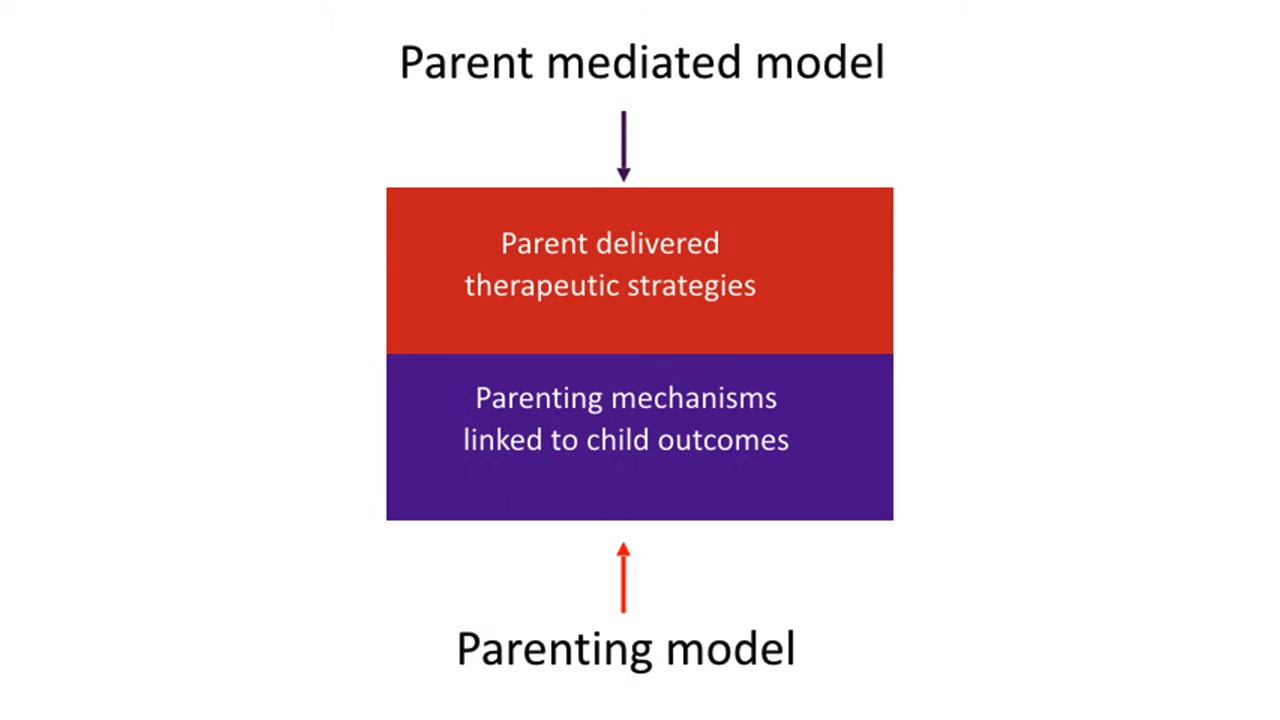 Parent mediated model
Parent delivered
therapeutic strategies
Parenting mechanisms
linked to child outcomes
Parenting model